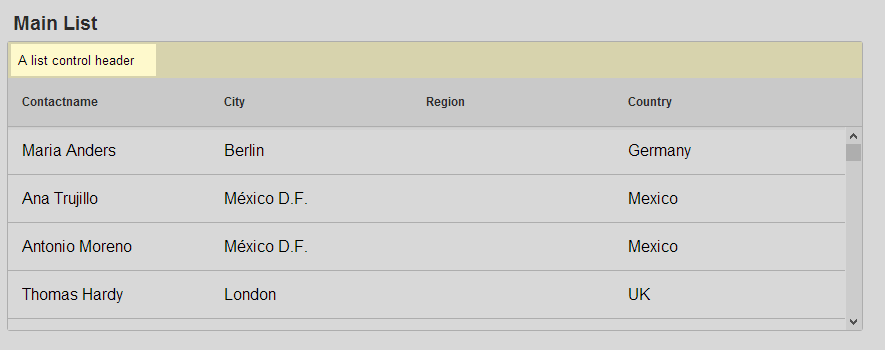 Main List
A list control header
Contactname City Region Country
Maria Anders Berlin Germany
Ana Trujillo México D.F. Mexico
Antonio Moreno México D.F. Mexico
Thomas Hardy London UK